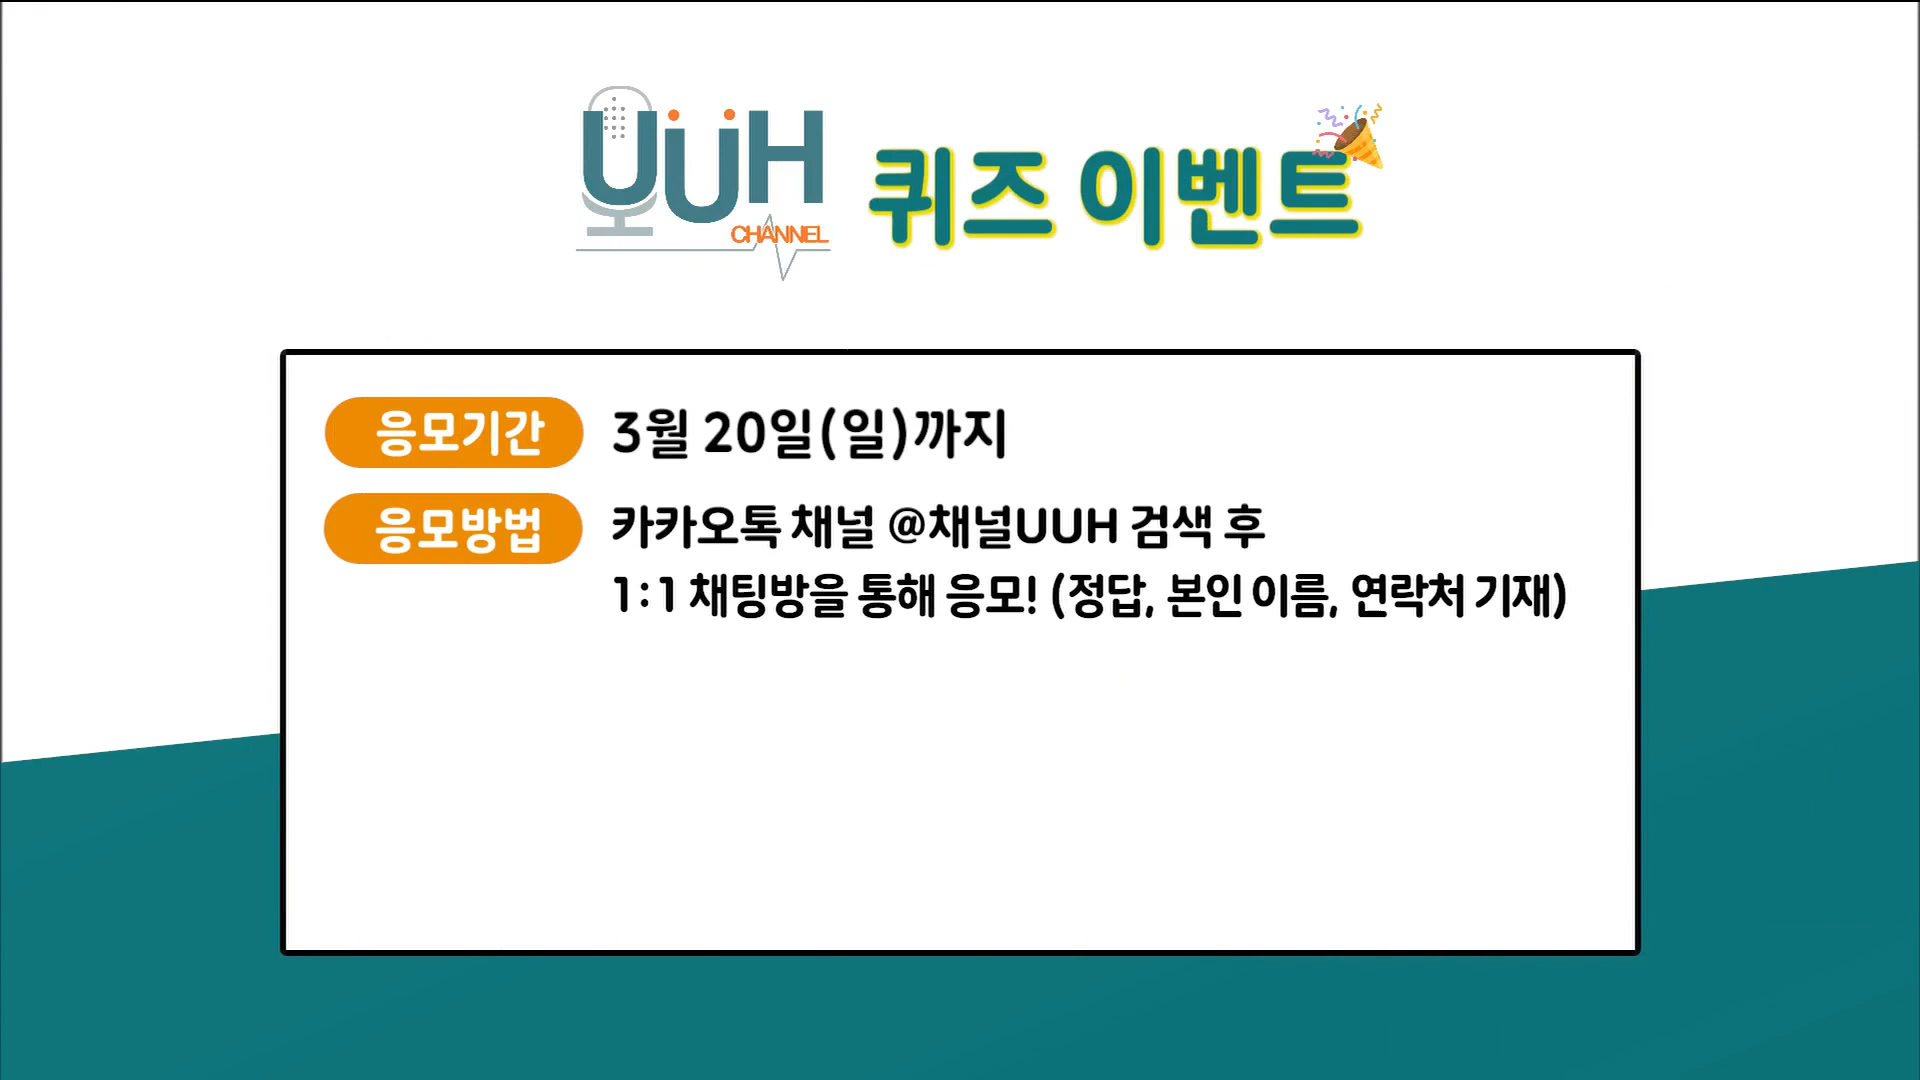 UUH
CHANNEL
퀴즈 이벤트
응모기간 3월 20일(일)까지
응모방법 카카오톡 채널 @채널UUH 검색 후
1:1 채팅방을 통해 응모! (정답, 본인 이름, 연락처 기재)